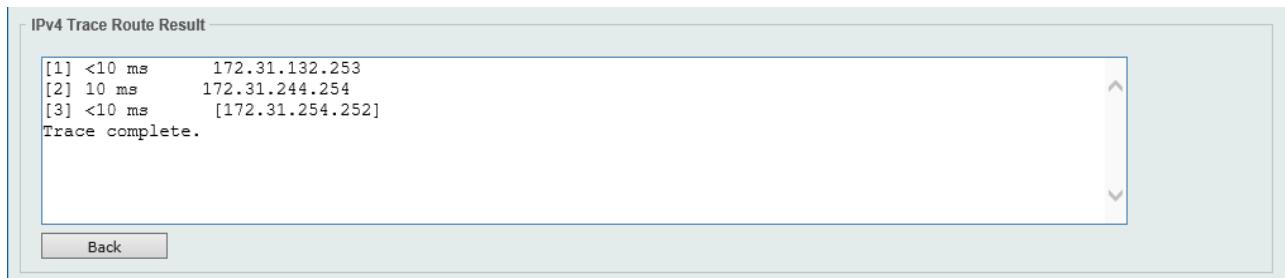 IPv4 Trace Route Result
[1] <10 ms 172.31.132.253
[2] 10 ms 172.31.244.254
[3] <10 ms [172.31.254.252]
Trace complete.
Back